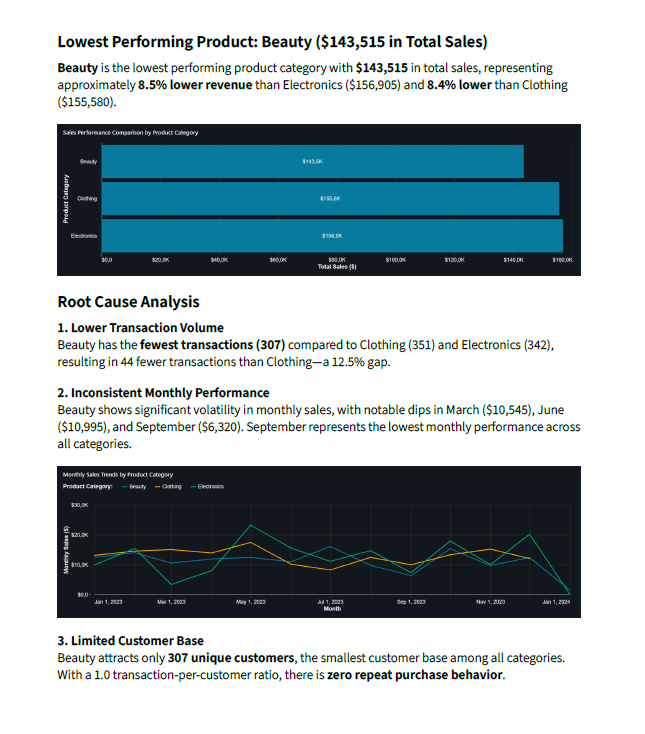 Lowest Performing Product: Beauty ($143,515 in Total Sales)
Beauty is the lowest performing product category with $143,515 in total sales, representing
approximately 8.5% lower revenue than Electronics ($156,905) and 8.4% lower than Clothing
($155,580).
Sales Performance Comparison by Product Category
Product Category
Beauty
$143,5K
Clothing
$155,6K
Electronics
$156,9K
$0,0 $20,0K $40,0K $60,0K $80,0K $100,0K $120,0K $140,0K $160,0K
Total Sales ($)
Root Cause Analysis
1. Lower Transaction Volume
Beauty has the fewest transactions (307) compared to Clothing (351) and Electronics (342),
resulting in 44 fewer transactions than Clothing—a 12.5% gap.
2. Inconsistent Monthly Performance
Beauty shows significant volatility in monthly sales, with notable dips in March ($10,545), June
($10,995), and September ($6,320). September represents the lowest monthly performance across
all categories.
Monthly Sales Trends by Product Category
Product Category: Beauty Clothing Electronics
Monthly Sales ($)
$30,0K
$20,0K
$10,0K
$0,0
Jan 1, 2023 Mar 1, 2023 May 1, 2023 Jul 1, 2023 Sep 1, 2023 Nov 1, 2023 Jan 1, 2024
Month
3. Limited Customer Base
Beauty attracts only 307 unique customers, the smallest customer base among all categories.
With a 1.0 transaction-per-customer ratio, there is zero repeat purchase behavior.